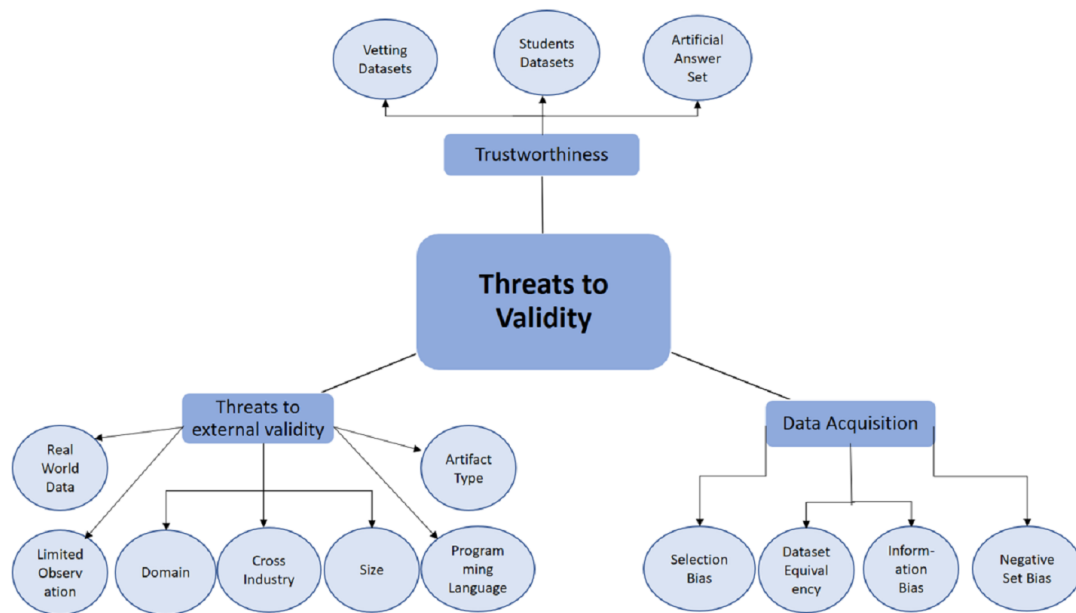 Vetting
Datasets
Students
Datasets
Artificial
Answer
Set
Trustworthiness
Threats to
Validity
Threats to
external validity
Data Acquisition
Real
World
Data
Artifact
Type
Limited
Observ
ation
Domain
Cross
Industry
Size
Program
ming
Language
Selection
Bias
Dataset
Equival
ency
Inform-
ation
Bias
Negative
Set Bias